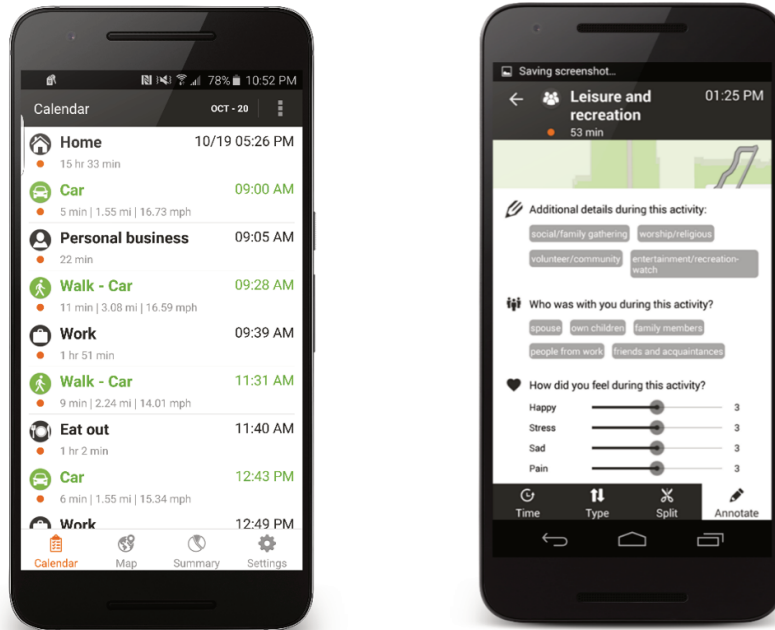 78% 10:52 PM
Calendar OCT - 20
Home 10/19 05:26 PM
15 hr 33 min
Car 09:00 AM
5 min | 1.55 mi | 16.73 mph
Personal business 09:05 AM
22 min
Walk - Car 09:28 AM
11 min | 3.08 mi | 16.59 mph
Work 09:39 AM
1 hr 51 min
Walk - Car 11:31 AM
9 min | 2.24 mi | 14.01 mph
Eat out 11:40 AM
1 hr 2 min
Car 12:43 PM
6 min | 1.55 mi | 15.34 mph
Work 12:49 PM
Calendar Map Summary Settings
Saving screenshot...
Leisure and 01:25 PM
recreation
53 min
Additional details during this activity:
social/family gathering worship/religious
volunteer/community entertainment/recreation-
watch
Who was with you during this activity?
spouse own children family members
people from work friends and acquaintances
How did you feel during this activity?
Happy 3
Stress 3
Sad 3
Pain 3
Time Type Split Annotate